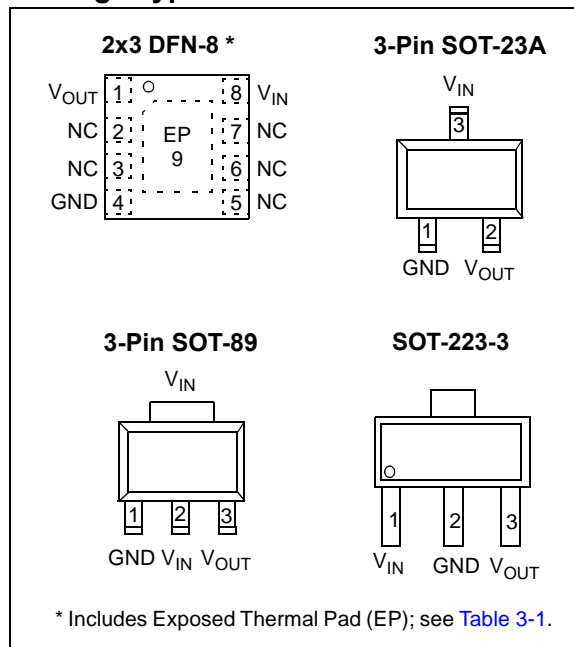 2x3 DFN-8 *
VOUT 1 8 VIN
NC 2 EP 7 NC
NC 3 9 6 NC
GND 4 5 NC
3-Pin SOT-23A
VIN
3
1 2
GND VOUT
3-Pin SOT-89
VIN
1 2 3
GND VIN VOUT
SOT-223-3
1 2 3
VIN GND VOUT
* Includes Exposed Thermal Pad (EP); see Table 3-1.